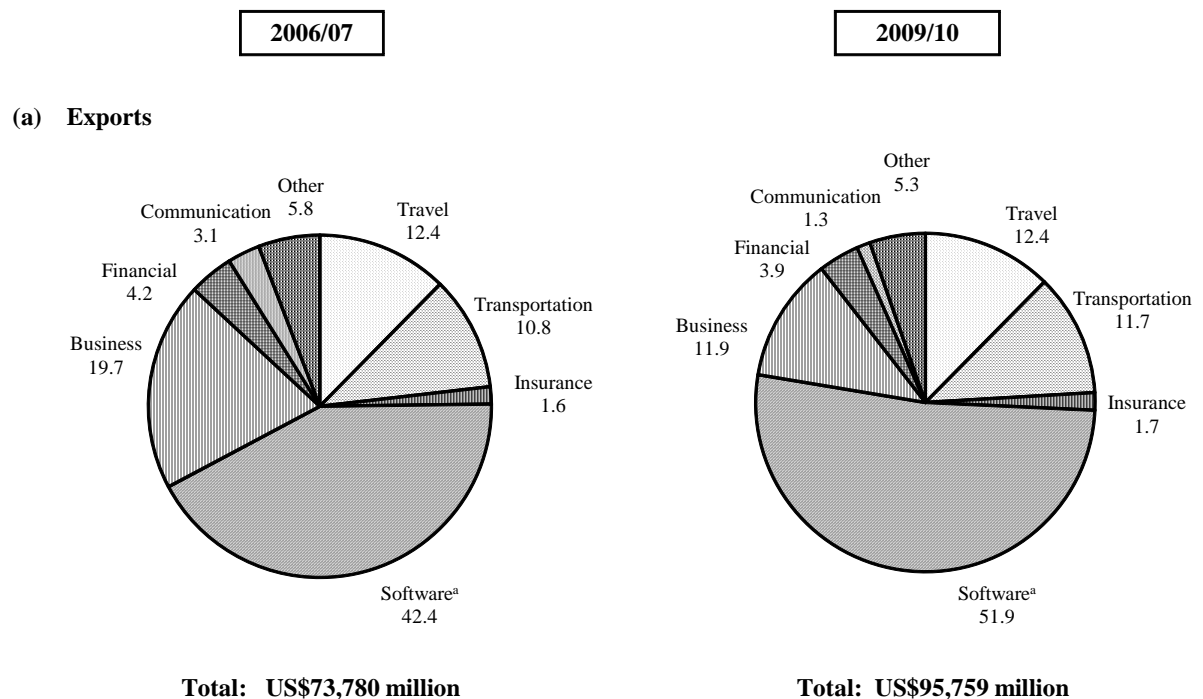 2006/07
2009/10
(a) Exports
Other
5.8
Communication
3.1
Financial
4.2
Business
19.7
Travel
12.4
Transportation
10.8
Insurance
1.6
Softwareᵃ
42.4
Total: US$73,780 million
Other
5.3
Communication
1.3
Financial
3.9
Business
11.9
Travel
12.4
Transportation
11.7
Insurance
1.7
Softwareᵃ
51.9
Total: US$95,759 million